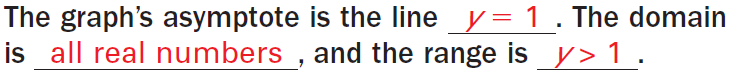 The graph's asymptote is the line y = 1. The domain
is all real numbers, and the range is y > 1.